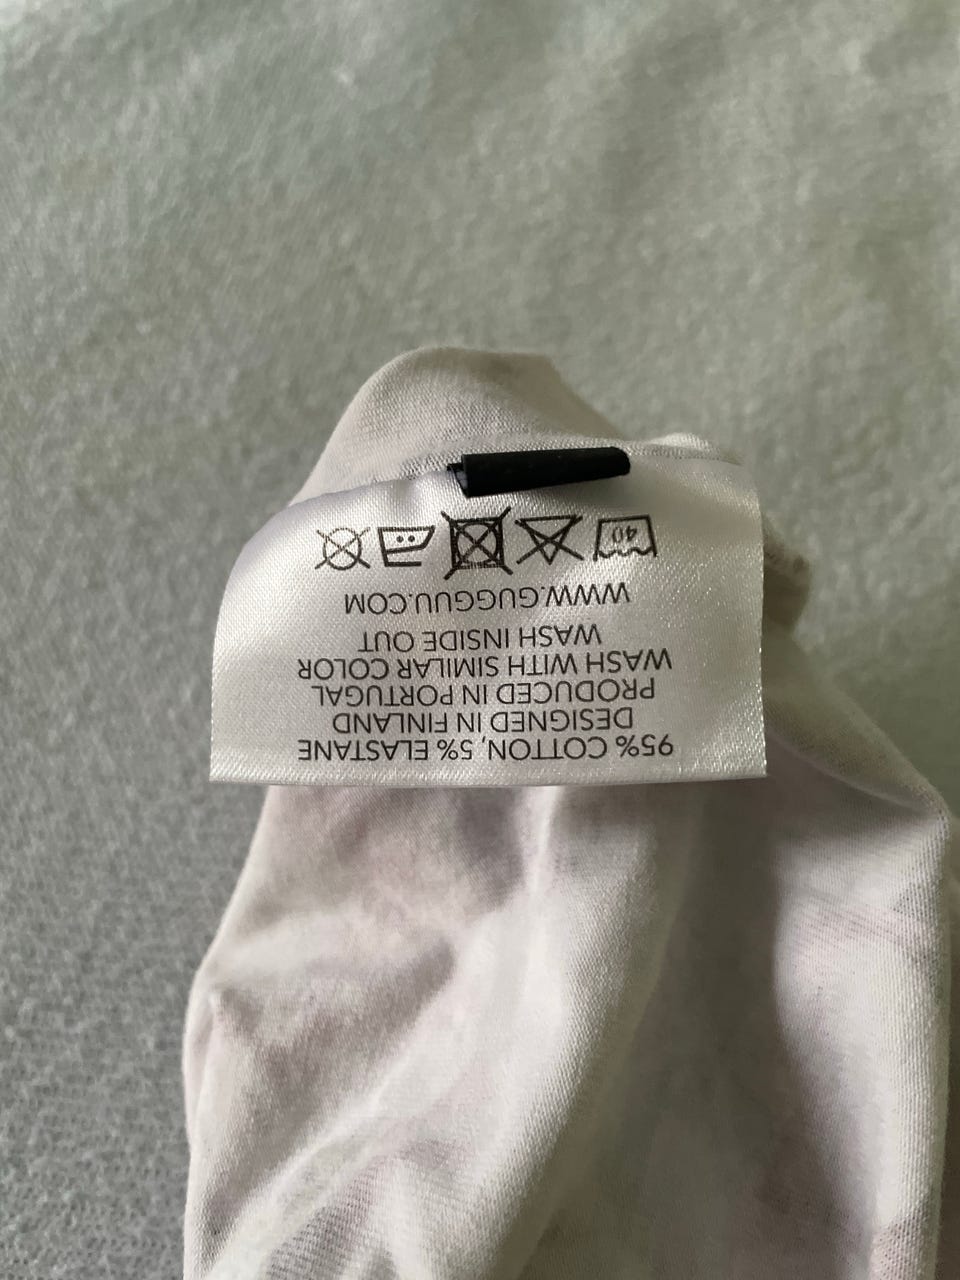 95% COTTON, 5% ELASTANE
DESIGNED IN FINLAND
PRODUCED IN PORTUGAL
WASH WITH SIMILAR COLOR
WASH INSIDE OUT
WWW.GUGGUU.COM
40